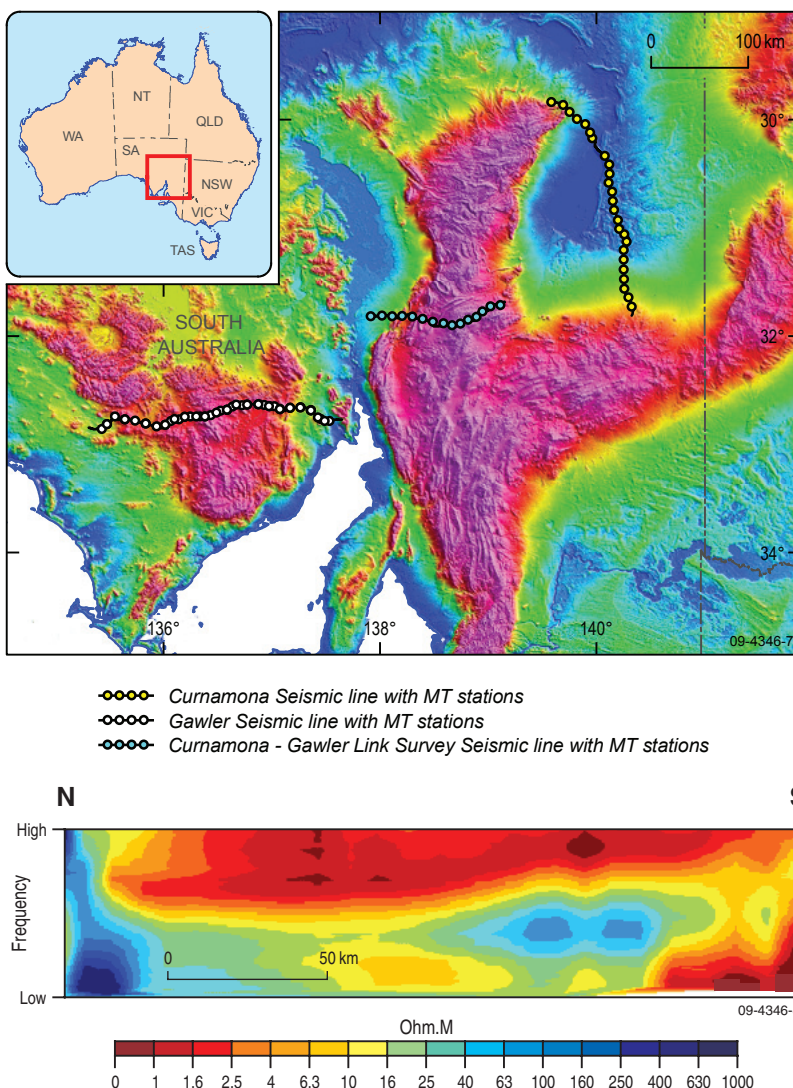 NT
QLD
WA
SA
NSW
VIC
TAS
0 100 km
30°
SOUTH
AUSTRALIA
32°
34°
136° 138° 140°
09-4346-7
Curnamona Seismic line with MT stations
Gawler Seismic line with MT stations
Curnamona - Gawler Link Survey Seismic line with MT stations
N S
High
Frequency
0 50 km
Low
09-4346-
Ohm.M
0 1 1.6 2.5 4 6.3 10 16 25 40 63 100 160 250 400 630 1000